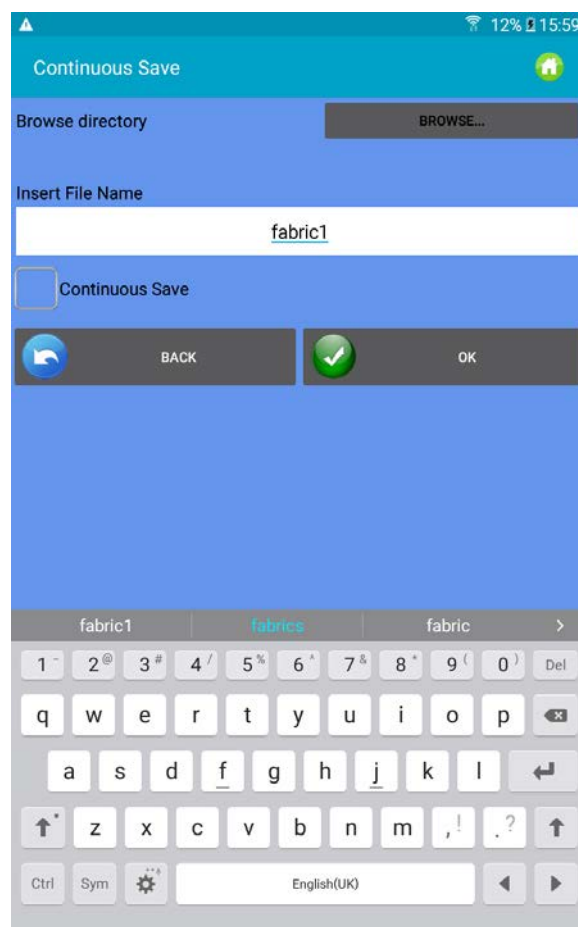 12% 15:59
Continuous Save
Browse directory
BROWSE...
Insert File Name
fabric1
Continuous Save
BACK
OK
fabric1 fabrics fabric >
1 - 2 @ 3 # 4 / 5 % 6 ^ 7 & 8 * 9 ( 0 ) Del
q w e r t y u i o p
a s d f g h j k l
z x c v b n m , ! . ?
Ctrl Sym English(UK)